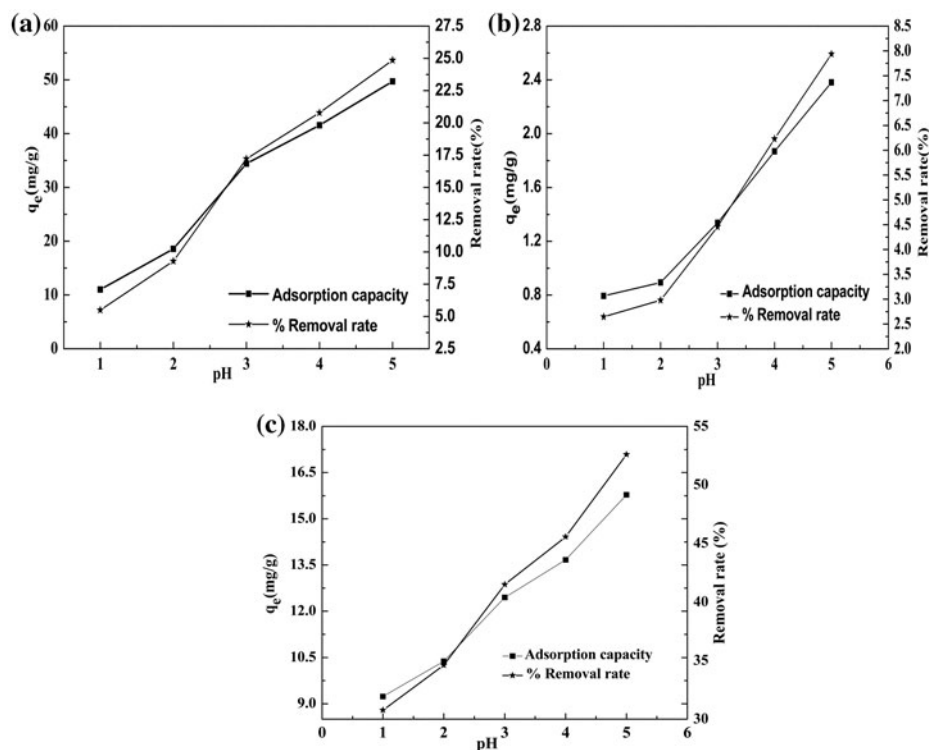 (a)
60
50
40
30
20
10
0
qe(mg/g)
27.5
25.0
22.5
20.0
17.5
15.0
12.5
10.0
7.5
5.0
2.5
Removal rate(%)
Adsorption capacity
% Removal rate
1 2 3 4 5
pH
(b)
2.8
2.4
2.0
1.6
1.2
0.8
0.4
qe(mg/g)
8.5
8.0
7.5
7.0
6.5
6.0
5.5
5.0
4.5
4.0
3.5
3.0
2.5
2.0
Removal rate(%)
Adsorption capacity
% Removal rate
0 1 2 3 4 5 6
pH
(c)
18.0
16.5
15.0
13.5
12.0
10.5
9.0
qe(mg/g)
55
50
45
40
35
30
Removal rate (%)
Adsorption capacity
% Removal rate
0 1 2 3 4 5 6
pH